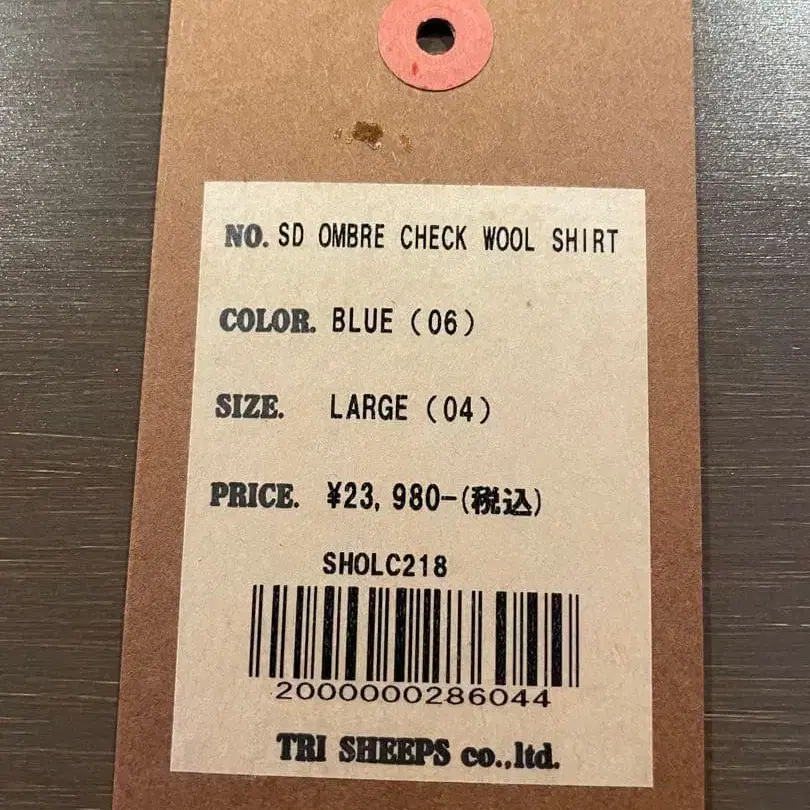 NO. SD OMBRE CHECK WOOL SHIRT
COLOR. BLUE (06)
SIZE. LARGE (04)
PRICE. ¥23,980-(税込)
SHOLC218
2000000286044
TRI SHEEPS co.,ltd.